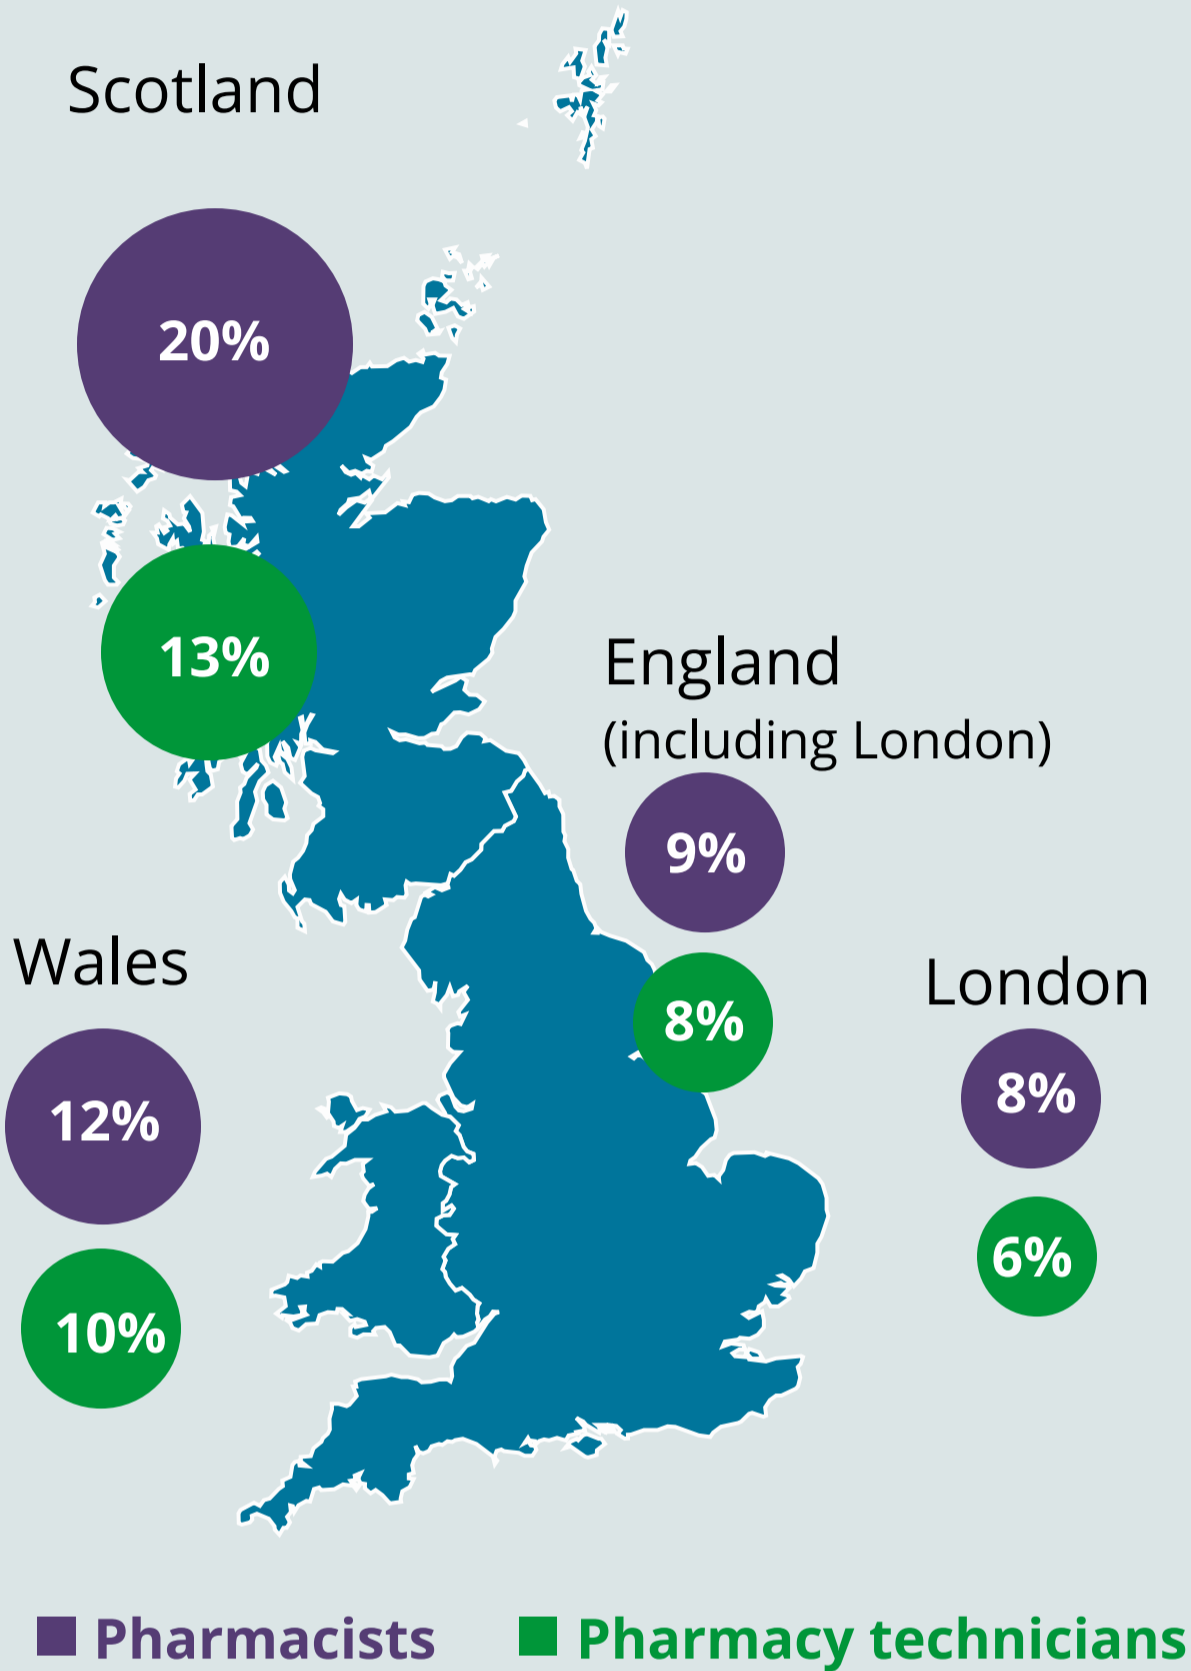 Scotland
20%
13%
England
(including London)
9%
8%
Wales
12%
10%
London
8%
6%
Pharmacists
Pharmacy technicians